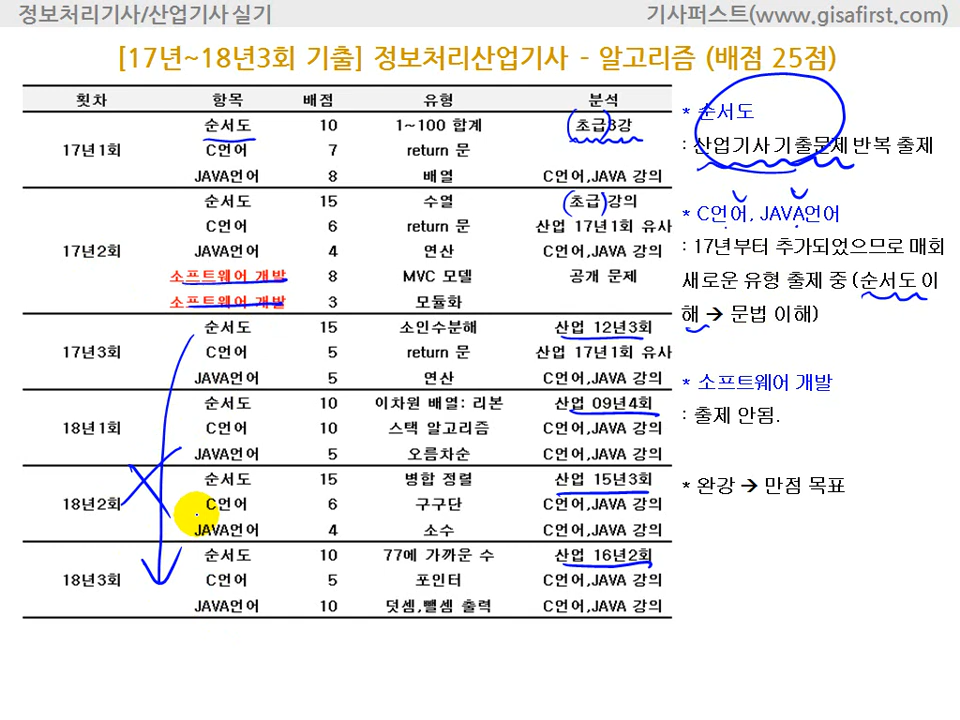 정보처리기사/산업기사 실기
기사퍼스트(www.gisafirst.com)
[17년~18년3회 기출] 정보처리산업기사 - 알고리즘 (배점 25점)
횟차 항목 배점 유형 분석
순서도 10 1~100 합계 초급3강
17년1회 C언어 7 return 문
JAVA언어 8 배열 C언어,JAVA 강의
순서도 15 수열 초급 강의
C언어 6 return 문 산업 17년1회 유사
17년2회 JAVA언어 4 연산 C언어,JAVA 강의
소프트웨어 개발 8 MVC 모델 공개 문제
소프트웨어 개발 3 모듈화
순서도 15 소인수분해 산업 12년3회
17년3회 C언어 5 return 문 산업 17년1회 유사
JAVA언어 5 연산 C언어,JAVA 강의
순서도 10 이차원 배열: 리본 산업 09년4회
18년1회 C언어 10 스택 알고리즘 C언어,JAVA 강의
JAVA언어 5 오름차순 C언어,JAVA 강의
순서도 15 병합 정렬 산업 15년3회
18년2회 C언어 6 구구단 C언어,JAVA 강의
JAVA언어 4 소수 C언어,JAVA 강의
순서도 10 77에 가까운 수 산업 16년2회
18년3회 C언어 5 포인터 C언어,JAVA 강의
JAVA언어 10 덧셈,뺄셈 출력 C언어,JAVA 강의
* 순서도
: 산업기사 기출문제 반복 출제
* C언어, JAVA언어
: 17년부터 추가되었으므로 매회
새로운 유형 출제 중 (순서도 이
해 → 문법 이해)
* 소프트웨어 개발
: 출제 안됨.
* 완강 → 만점 목표